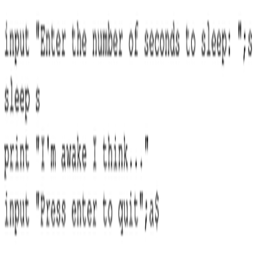 input "Enter the number of seconds to sleep: ";s
sleep s
print "I'm awake I think..."
input "Press enter to quit";a$